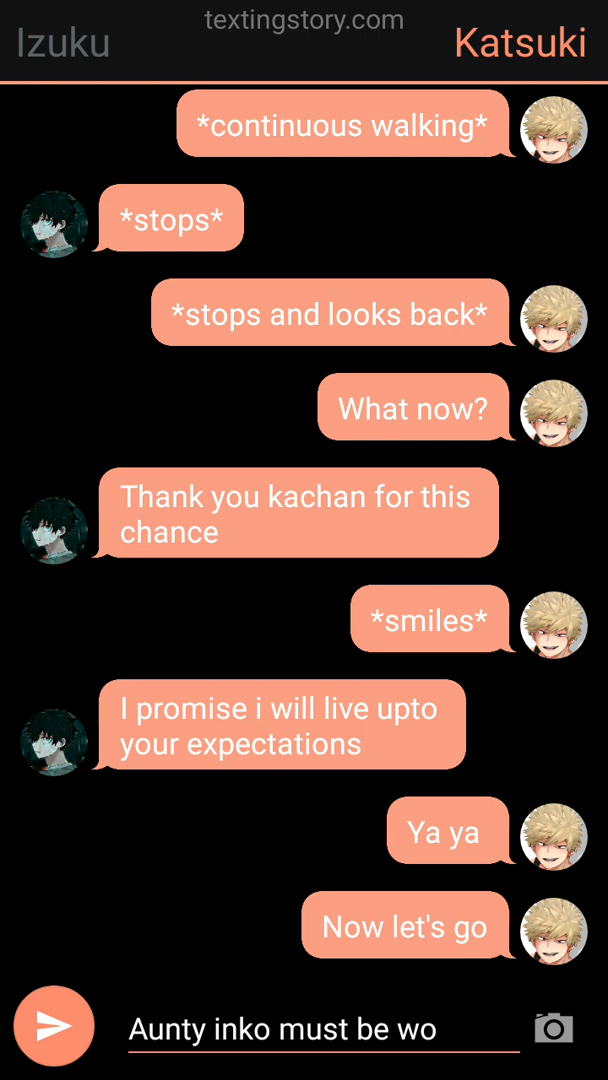 textingstory.com
Izuku
Katsuki
*continuous walking*
*stops*
*stops and looks back*
What now?
Thank you kachan for this
chance
*smiles*
I promise i will live upto
your expectations
Ya ya
Now let's go
Aunty inko must be wo